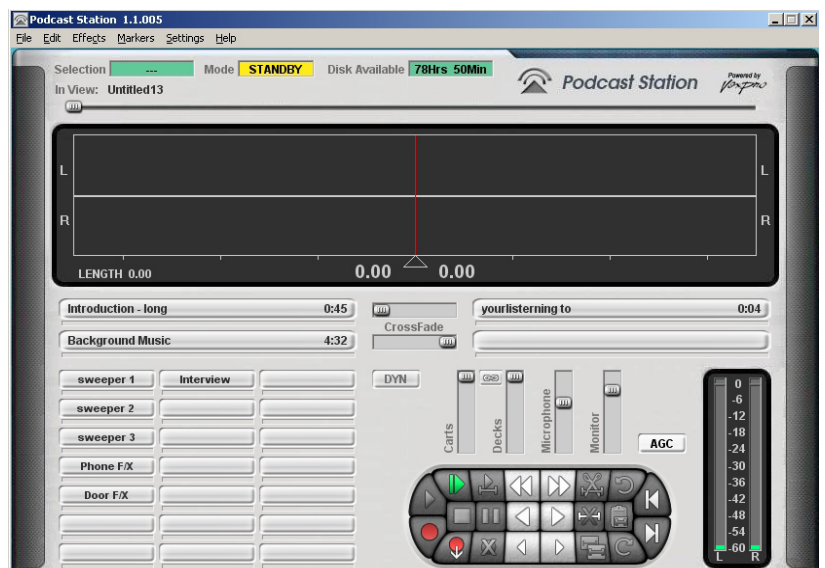 Podcast Station 1.1.005
File Edit Effects Markers Settings Help
Selection --- Mode STANDBY Disk Available 78Hrs 50Min
Podcast Station
Powered by
VoxPro
In View: Untitled13
L L
R R
LENGTH 0.00 0.00 0.00
Introduction - long 0:45
yourlisterning to 0:04
CrossFade
Background Music 4:32
sweeper 1 Interview
sweeper 2
sweeper 3
Phone F/X
Door F/X
DYN
Carts
Decks
Microphone
Monitor
AGC
0
-6
-12
-18
-24
-30
-36
-42
-48
-54
-60
L R